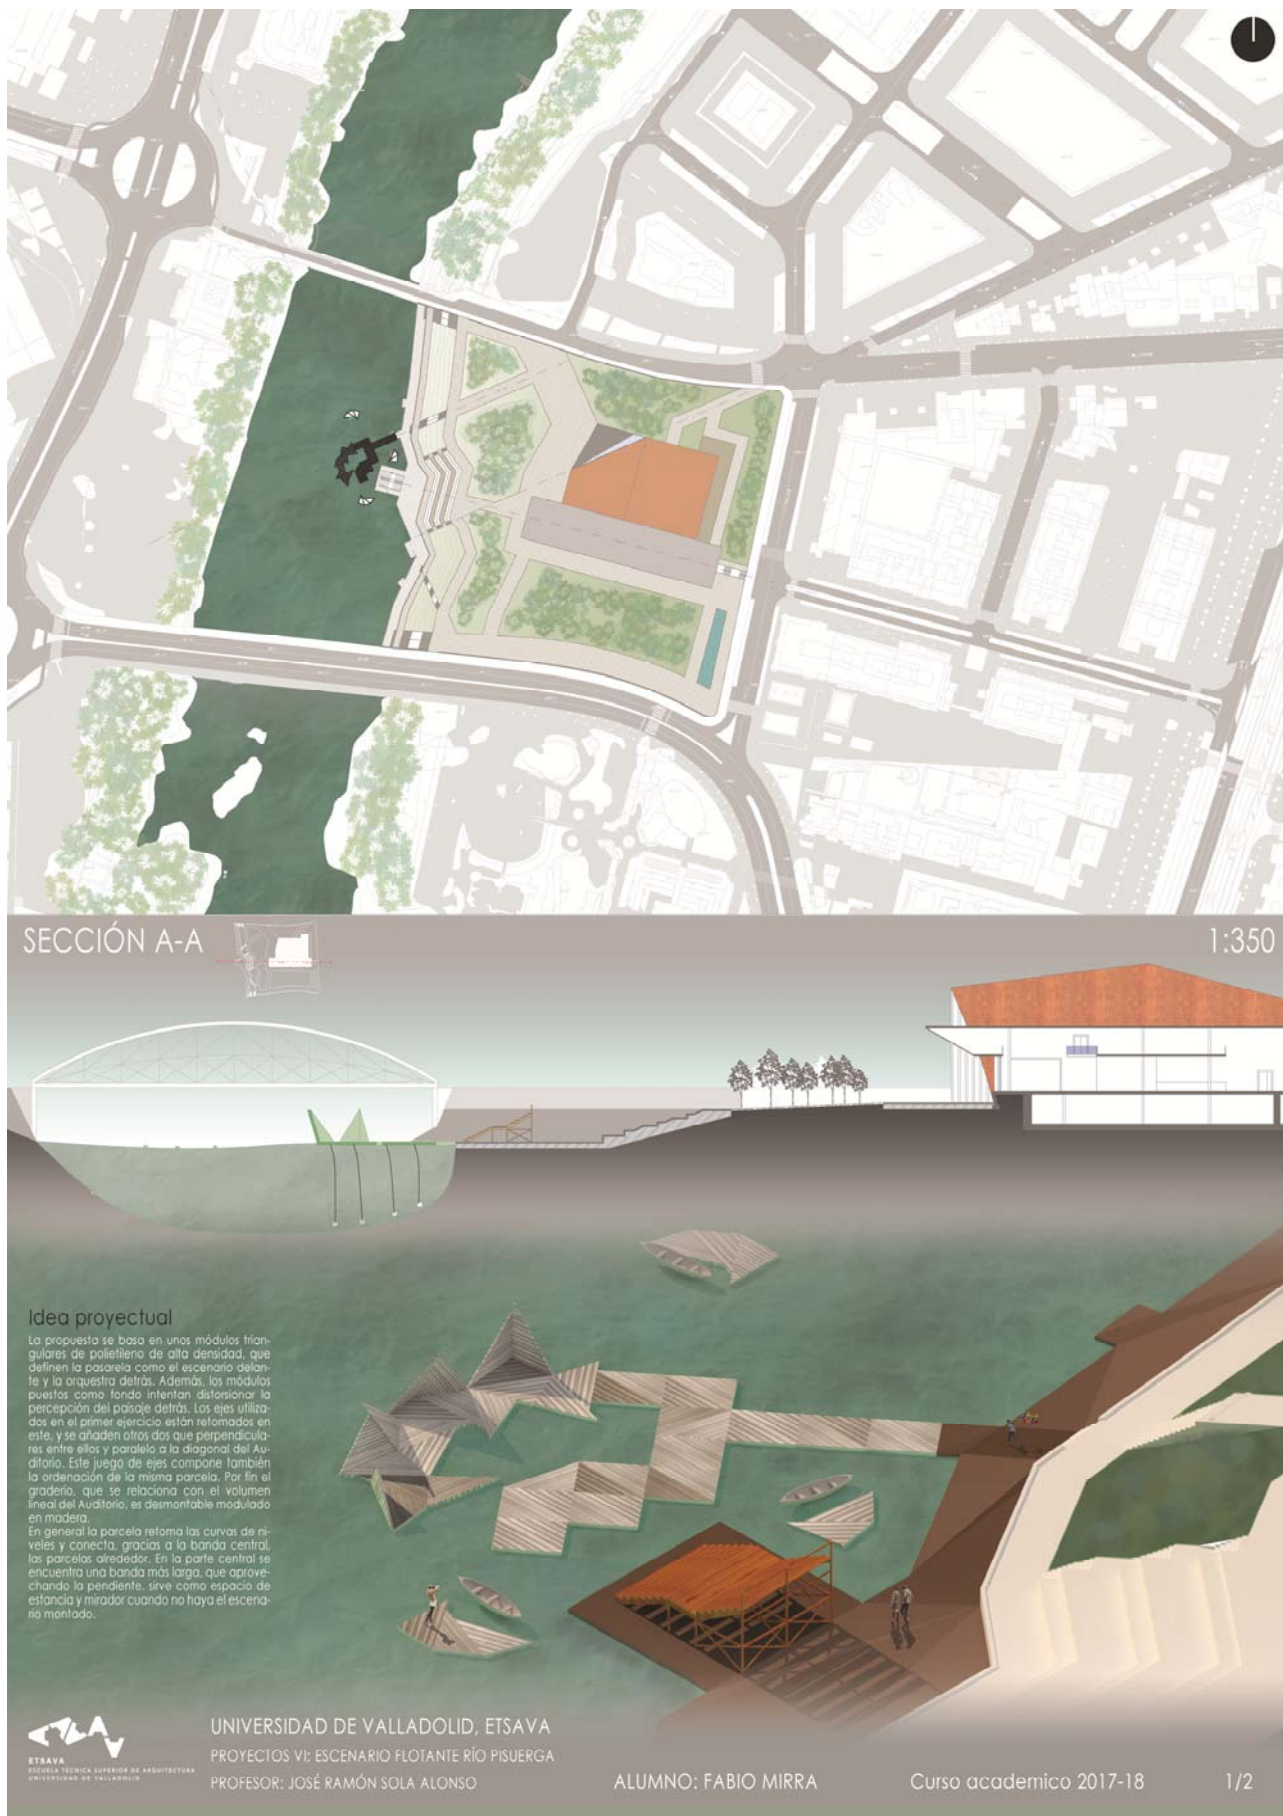 SECCIÓN A-A
1:350
Idea proyectual
La propuesta se basa en unos módulos trian-
gulares de polietileno de alta densidad, que
definen la pasarela como el escenario delan-
te y la orquestra detrás. Además, los módulos
puestos como fondo intentan distorsionar la
percepción del paisaje detrás. Los ejes utiliza-
dos en el primer ejercicio están retomados en
este, y se añaden otros dos que perpendicula-
res entre ellos y paralelo a la diagonal del Au-
ditorio. Este juego de ejes compone también
la ordenación de la misma parcela. Por fin el
graderío, que se relaciona con el volumen
lineal del Auditorio, es desmontable modulado
en madera.
En general la parcela retoma las curvas de ni-
veles y conecta, gracias a la banda central,
las parcelas alrededor. En la parte central se
encuentra una banda más larga, que aprove-
chando la pendiente, sirve como espacio de
estancia y mirador cuando no haya el escena-
rio montado.
ETSAVA
ESCUELA TÉCNICA SUPERIOR DE ARQUITECTURA
UNIVERSIDAD DE VALLADOLID
UNIVERSIDAD DE VALLADOLID, ETSAVA
PROYECTOS VI: ESCENARIO FLOTANTE RÍO PISUERGA
PROFESOR: JOSÉ RAMÓN SOLA ALONSO
ALUMNO: FABIO MIRRA
Curso academico 2017-18
1/2